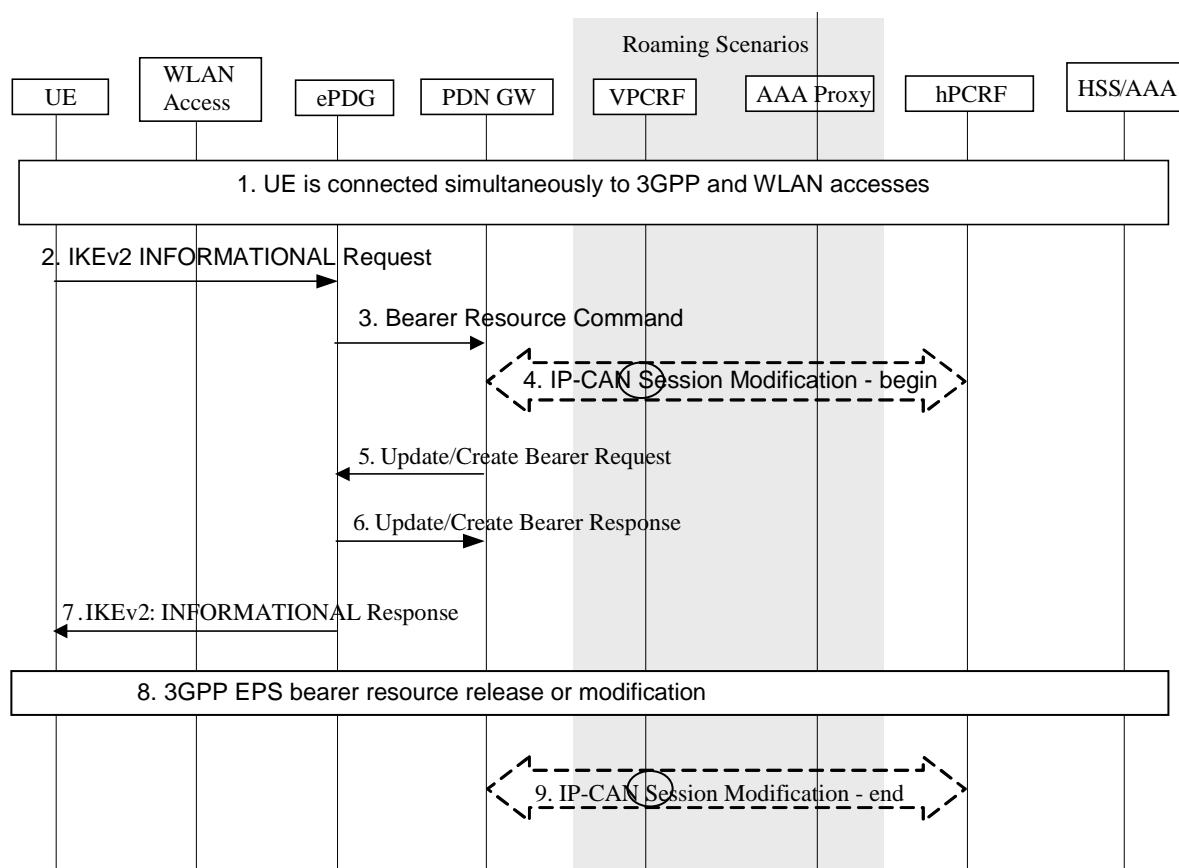 Roaming Scenarios
UE
WLAN
Access
ePDG
PDN GW
VPCRF
AAA Proxy
hPCRF
HSS/AAA
1. UE is connected simultaneously to 3GPP and WLAN accesses
2. IKEv2 INFORMATIONAL Request
3. Bearer Resource Command
4. IP-CAN Session Modification - begin
5. Update/Create Bearer Request
6. Update/Create Bearer Response
7.IKEv2: INFORMATIONAL Response
8. 3GPP EPS bearer resource release or modification
9. IP-CAN Session Modification - end